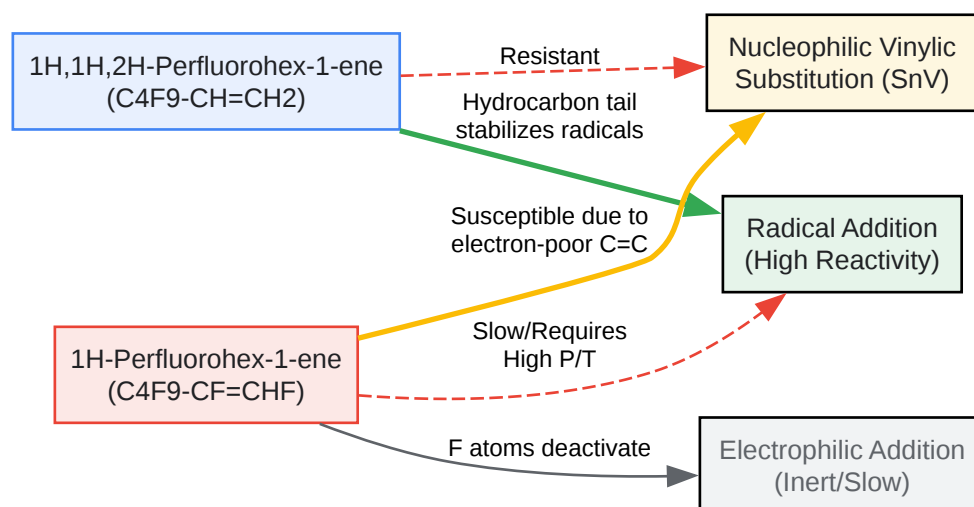 1H,1H,2H-Perfluorohex-1-ene
(C4F9-CH=CH2)
Resistant
Nucleophilic Vinylic
Substitution (SnV)
Hydrocarbon tail
stabilizes radicals
Susceptible due to
electron-poor C=C
Radical Addition
(High Reactivity)
1H-Perfluorohex-1-ene
(C4F9-CF=CHF)
Slow/Requires
High P/T
F atoms deactivate
Electrophilic Addition
(Inert/Slow)